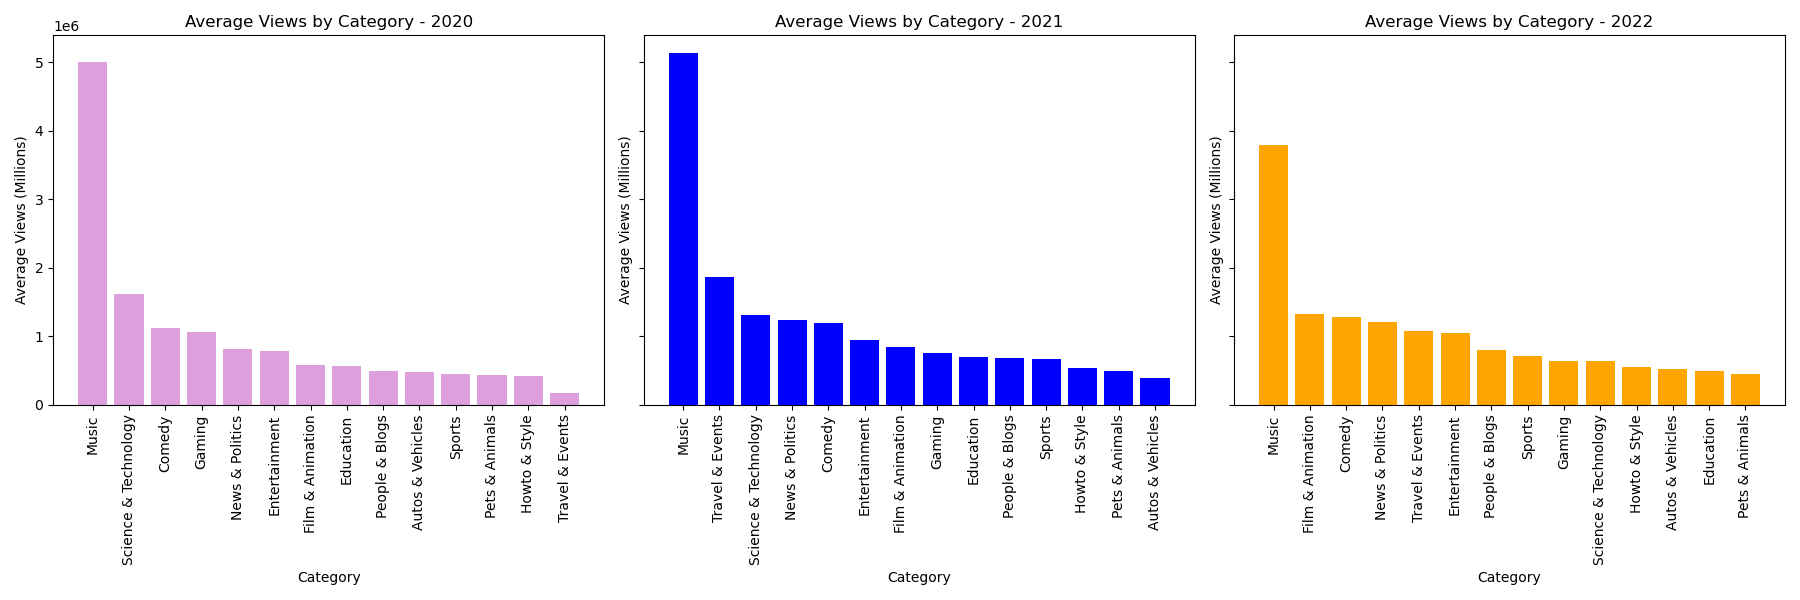 Average Views by Category - 2020
1e6
5
4
3
2
1
0
Average Views (Millions)
Music
Science & Technology
Comedy
Gaming
News & Politics
Entertainment
Film & Animation
Education
People & Blogs
Autos & Vehicles
Sports
Pets & Animals
Howto & Style
Travel & Events
Category
Average Views by Category - 2021
Average Views (Millions)
Music
Travel & Events
Science & Technology
News & Politics
Comedy
Entertainment
Film & Animation
Gaming
Education
People & Blogs
Sports
Howto & Style
Pets & Animals
Autos & Vehicles
Category
Average Views by Category - 2022
Average Views (Millions)
Music
Film & Animation
Comedy
News & Politics
Travel & Events
Entertainment
People & Blogs
Sports
Gaming
Science & Technology
Howto & Style
Autos & Vehicles
Education
Pets & Animals
Category